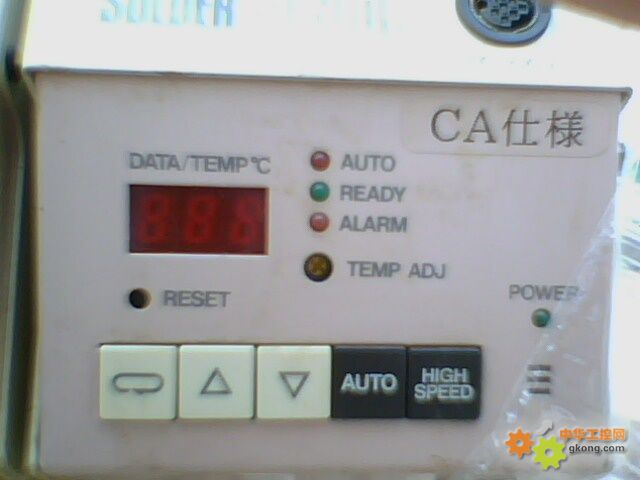 SOLDER
CA仕様
DATA/TEMP℃
AUTO
READY
ALARM
TEMP ADJ
RESET
POWER
AUTO
HIGH
SPEED
中华工控网
gkong.com